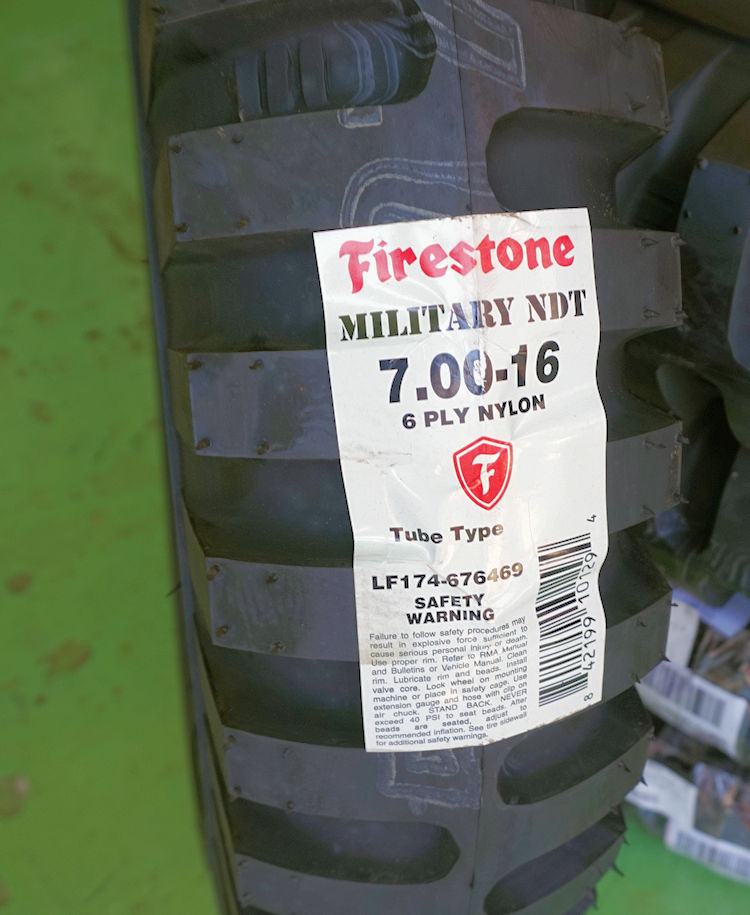 Firestone
MILITARY NDT
7.00-16
6 PLY NYLON
F
Tube Type
LF174-676469
SAFETY
WARNING
Failure to follow safety procedures may
result in explosive force sufficient to
cause serious personal injury or death.
Use proper rim. Refer to RMA Manual
and Bulletins or Vehicle Manual. Clean
rim. Lubricate rim and beads. Install
valve core. Lock wheel on mounting
machine or place in safety cage. Use
extension gauge and hose with clip on
air chuck. STAND BACK. NEVER
exceed 40 PSI to seat beads. After
beads are seated, adjust to
recommended inflation. See tire sidewall
for additional safety warnings.
8 42199 10129 4